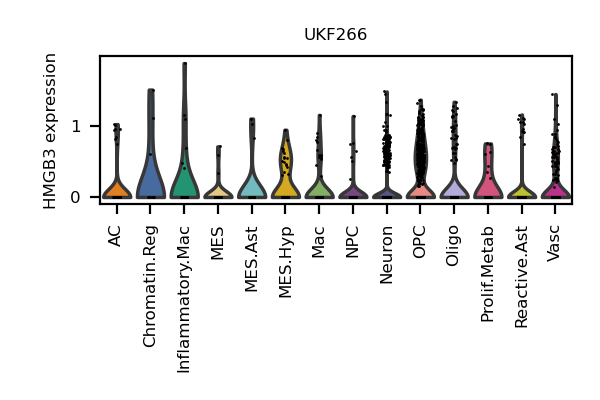 UKF266
HMGB3 expression
1
0
AC
Chromatin.Reg
Inflammatory.Mac
MES
MES.Ast
MES.Hyp
Mac
NPC
Neuron
OPC
Oligo
Prolif.Metab
Reactive.Ast
Vasc